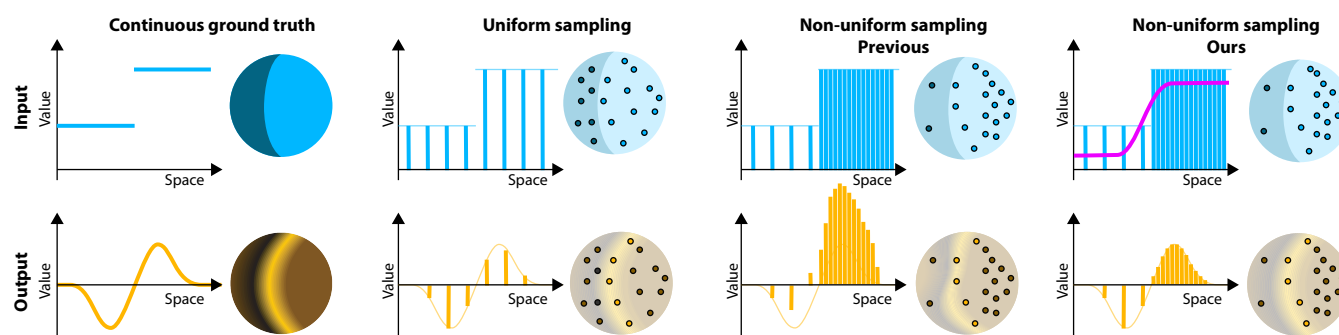 Continuous ground truth
Uniform sampling
Non-uniform sampling
Previous
Non-uniform sampling
Ours
Input
Value
Space
Value
Space
Value
Space
Value
Space
Output
Value
Space
Value
Space
Value
Space
Value
Space